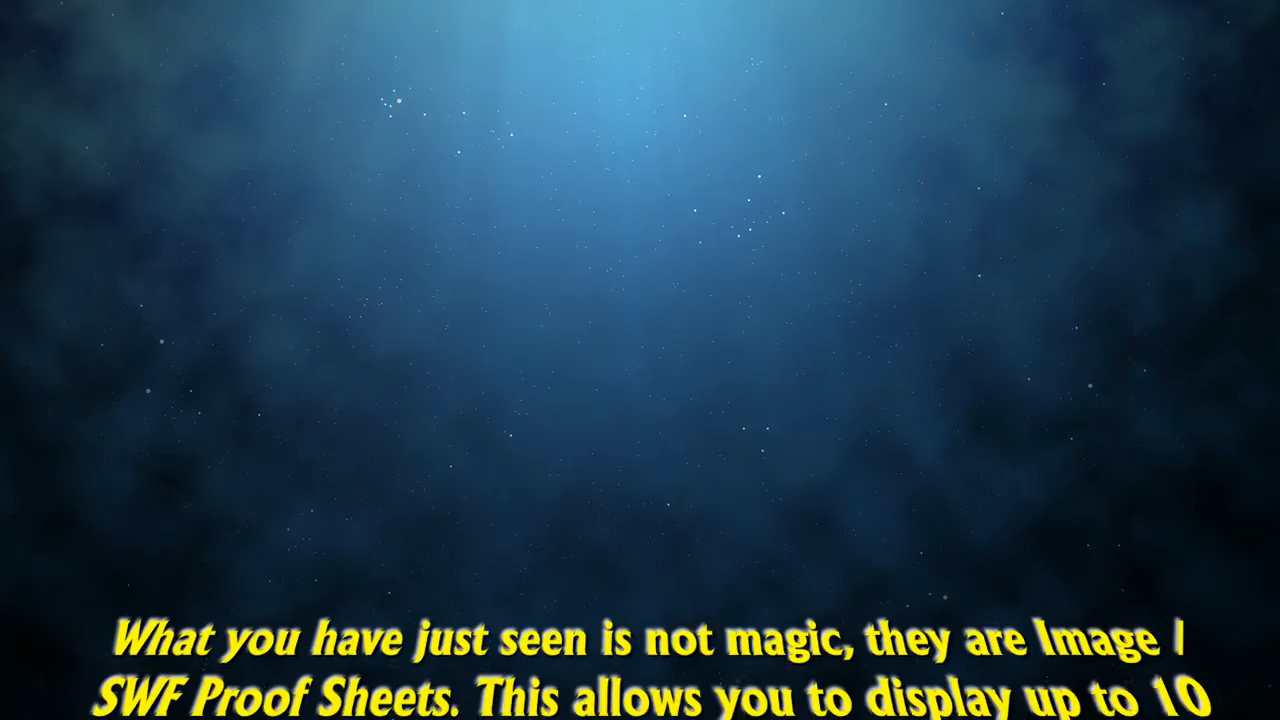 What you have just seen is not magic, they are Image /
SWF Proof Sheets. This allows you to display up to 10